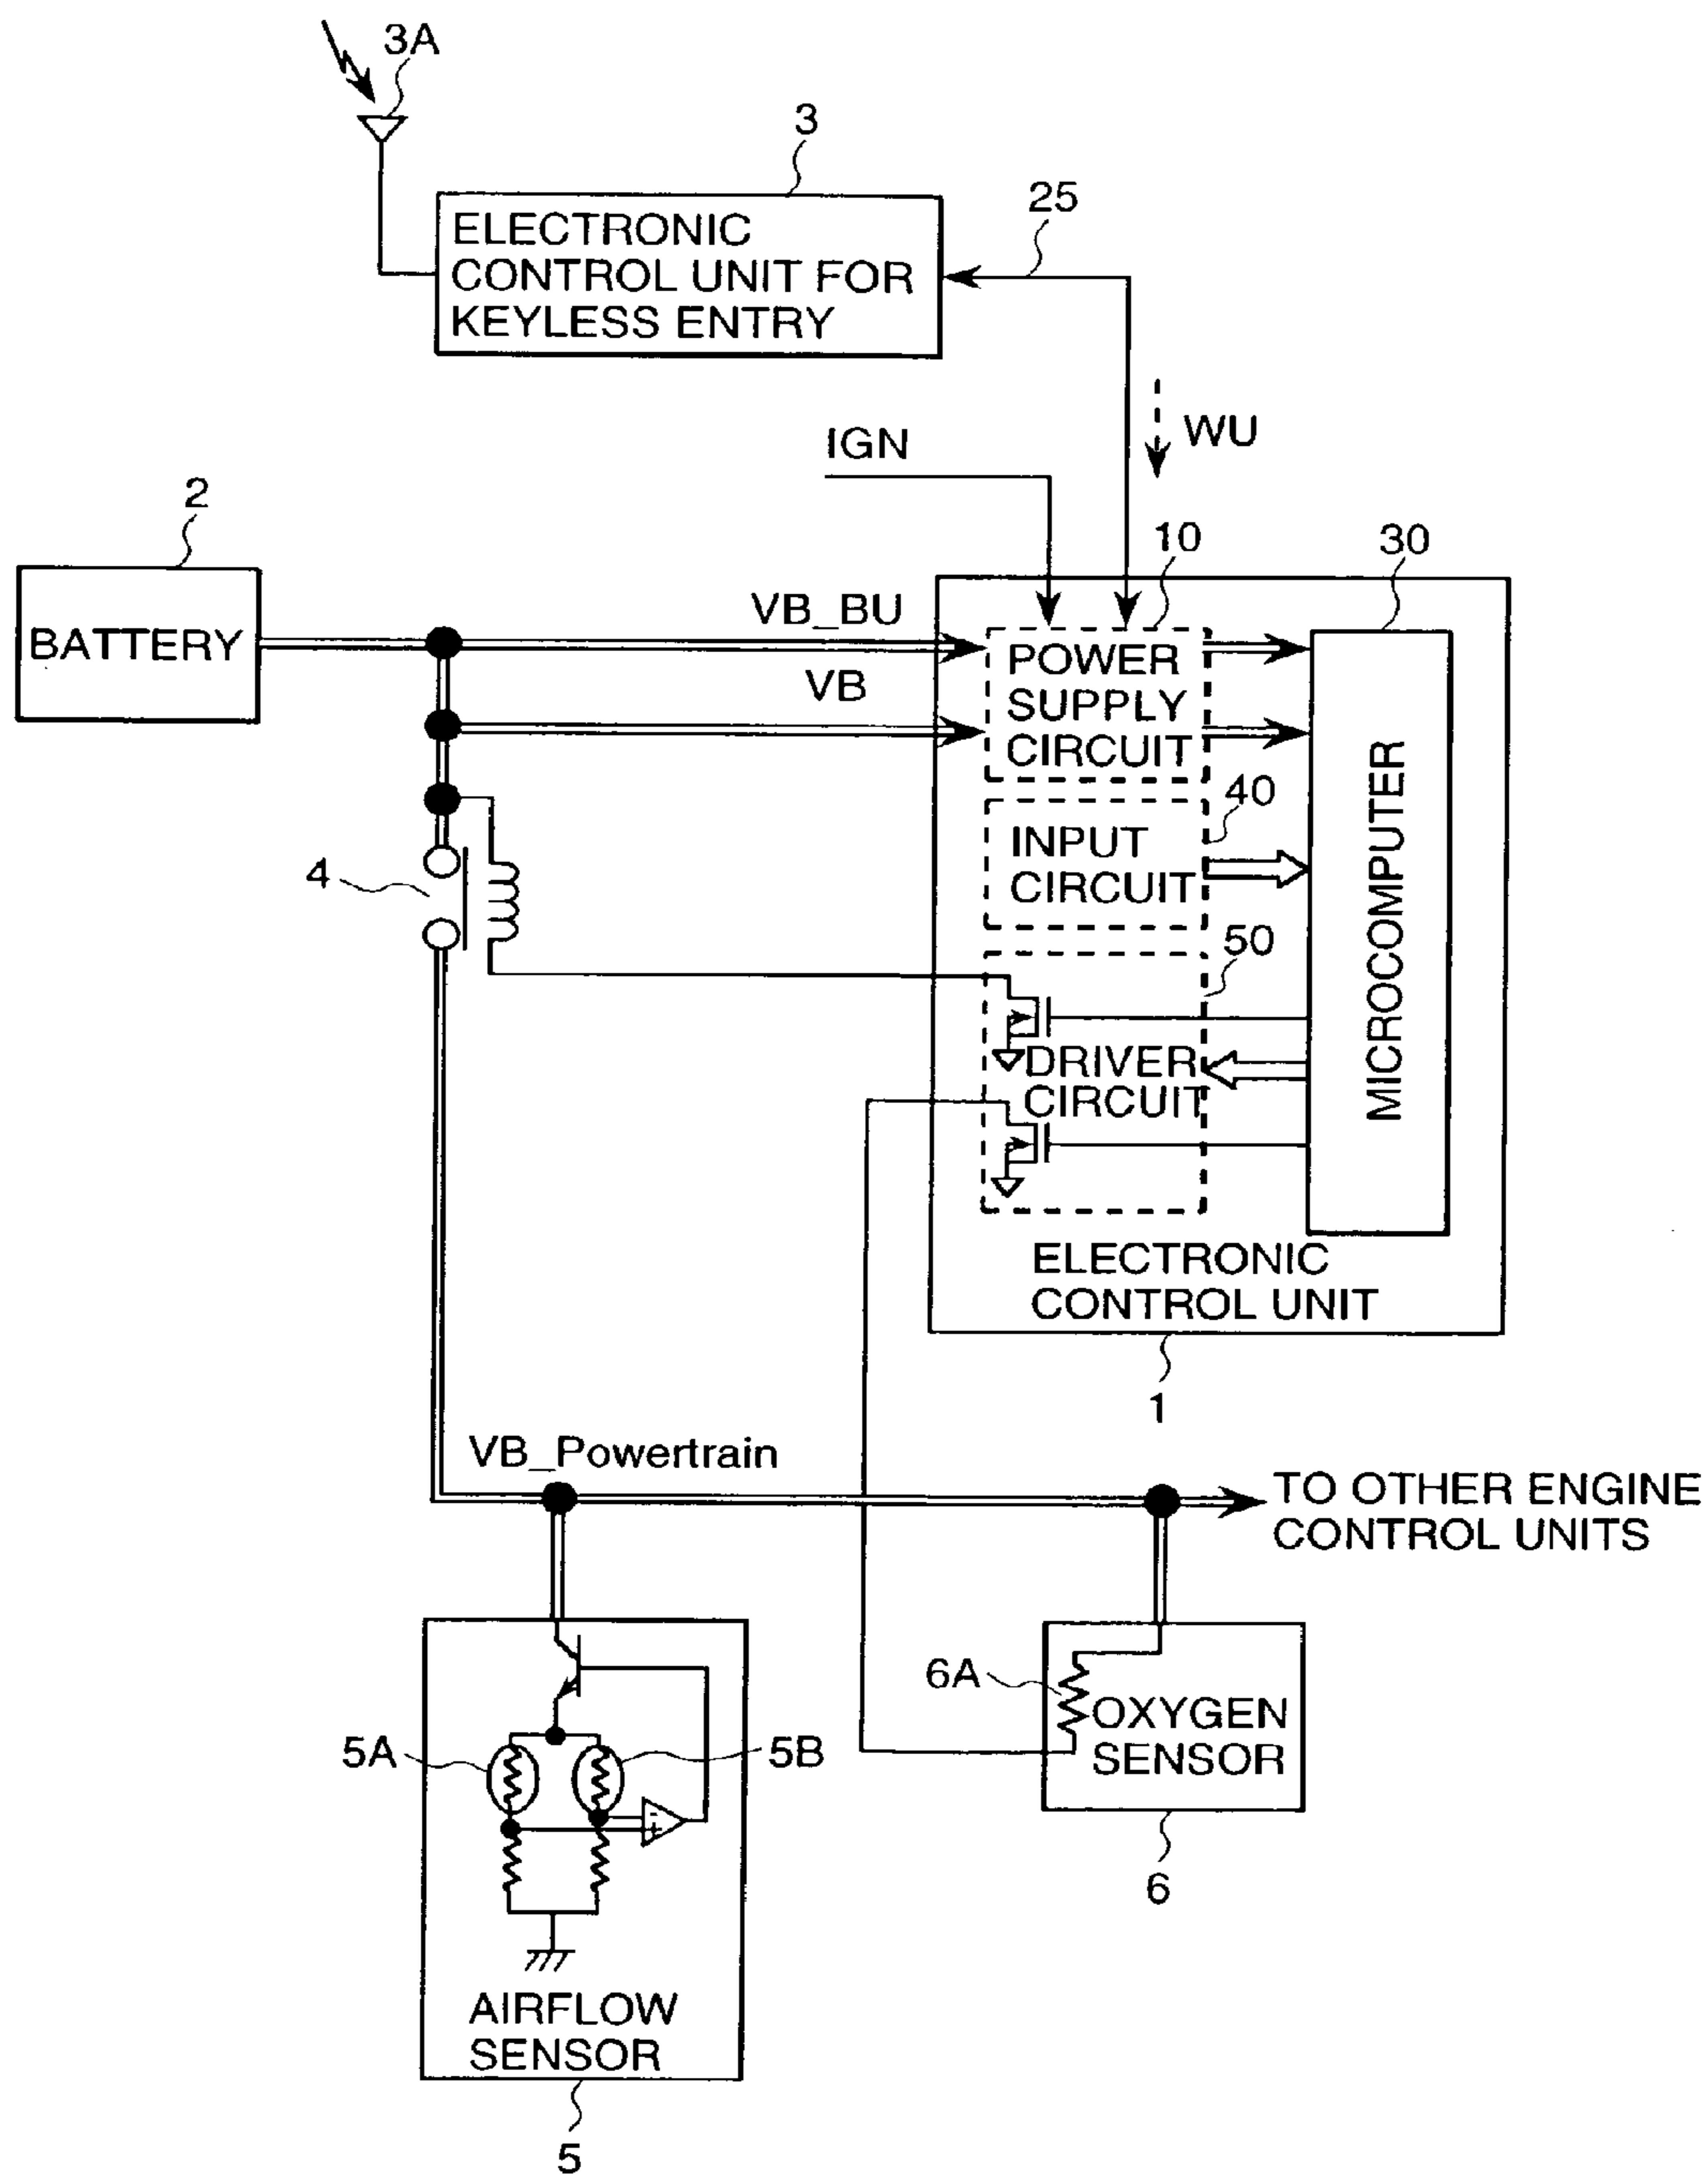 3A
3
ELECTRONIC
CONTROL UNIT FOR
KEYLESS ENTRY
25
WU
IGN
2
BATTERY
10
30
VB_BU
VB
POWER
SUPPLY
CIRCUIT
40
INPUT
CIRCUIT
MICROCOMPUTER
4
50
DRIVER
CIRCUIT
ELECTRONIC
CONTROL UNIT
1
VB_Powertrain
TO OTHER ENGINE
CONTROL UNITS
6A
OXYGEN
SENSOR
5A
5B
-
+
6
AIRFLOW
SENSOR
5